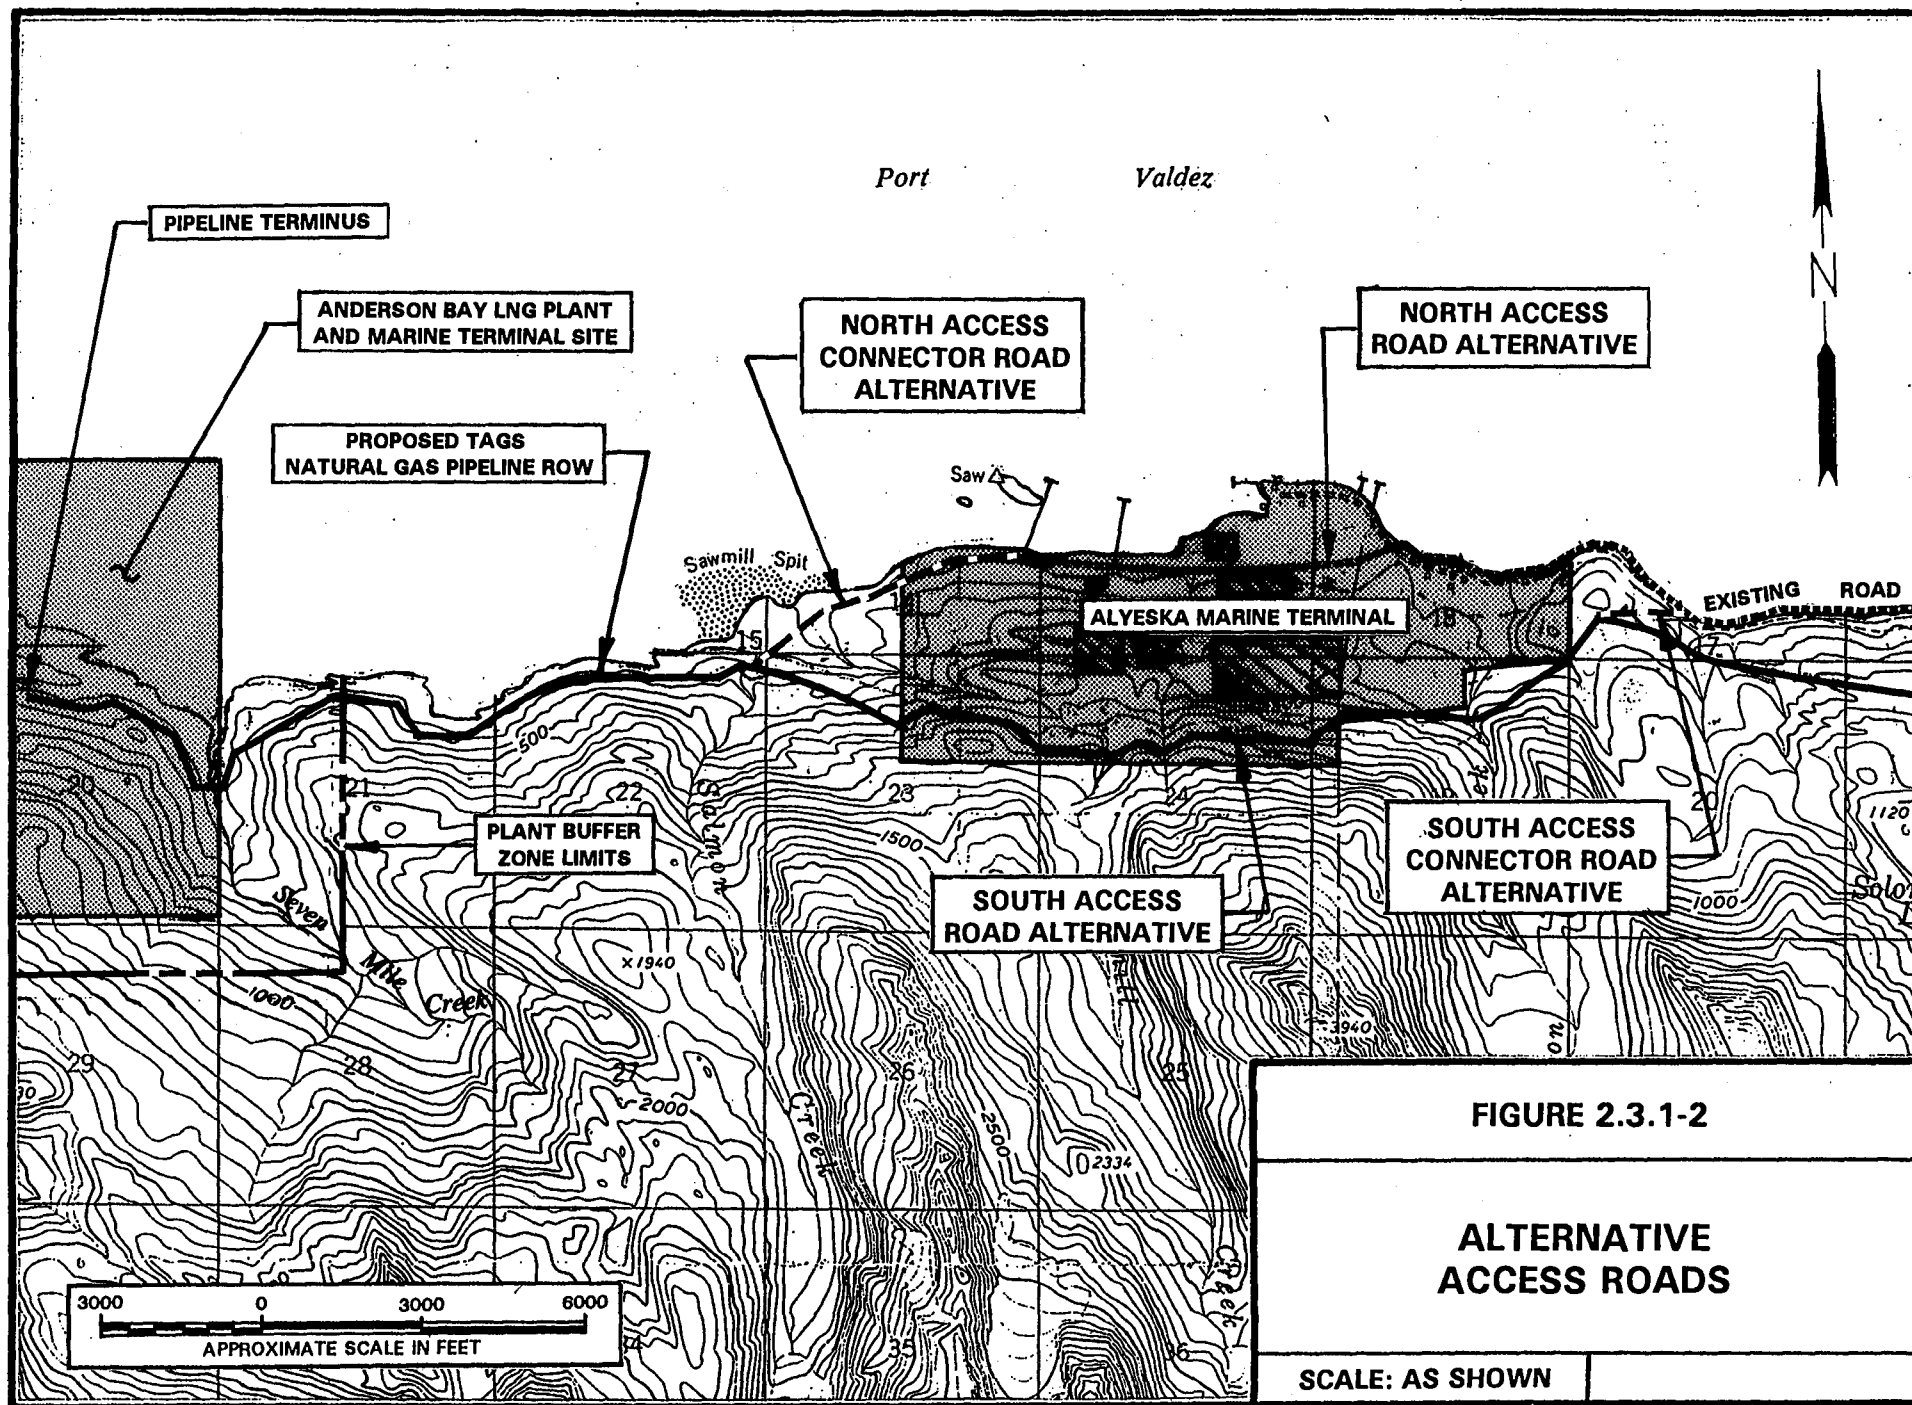 Port Valdez
PIPELINE TERMINUS
N
ANDERSON BAY LNG PLANT
AND MARINE TERMINAL SITE
NORTH ACCESS
CONNECTOR ROAD
ALTERNATIVE
NORTH ACCESS
ROAD ALTERNATIVE
PROPOSED TAGS
NATURAL GAS PIPELINE ROW
Saw
Sawmill Spit
EXISTING ROAD
ALYESKA MARINE TERMINAL
15
18
500
20
21
22
23
24
20
1120
PLANT BUFFER
ZONE LIMITS
Salmon
1500
SOUTH ACCESS
CONNECTOR ROAD
ALTERNATIVE
SOUTH ACCESS
ROAD ALTERNATIVE
1000
Seven
Mile
Creek
×1940
1000
3940
29
28
27
26
25
2000
Creek
2500
2334
Creek
35
36
FIGURE 2.3.1-2
ALTERNATIVE
ACCESS ROADS
3000 0 3000 6000
APPROXIMATE SCALE IN FEET
SCALE: AS SHOWN